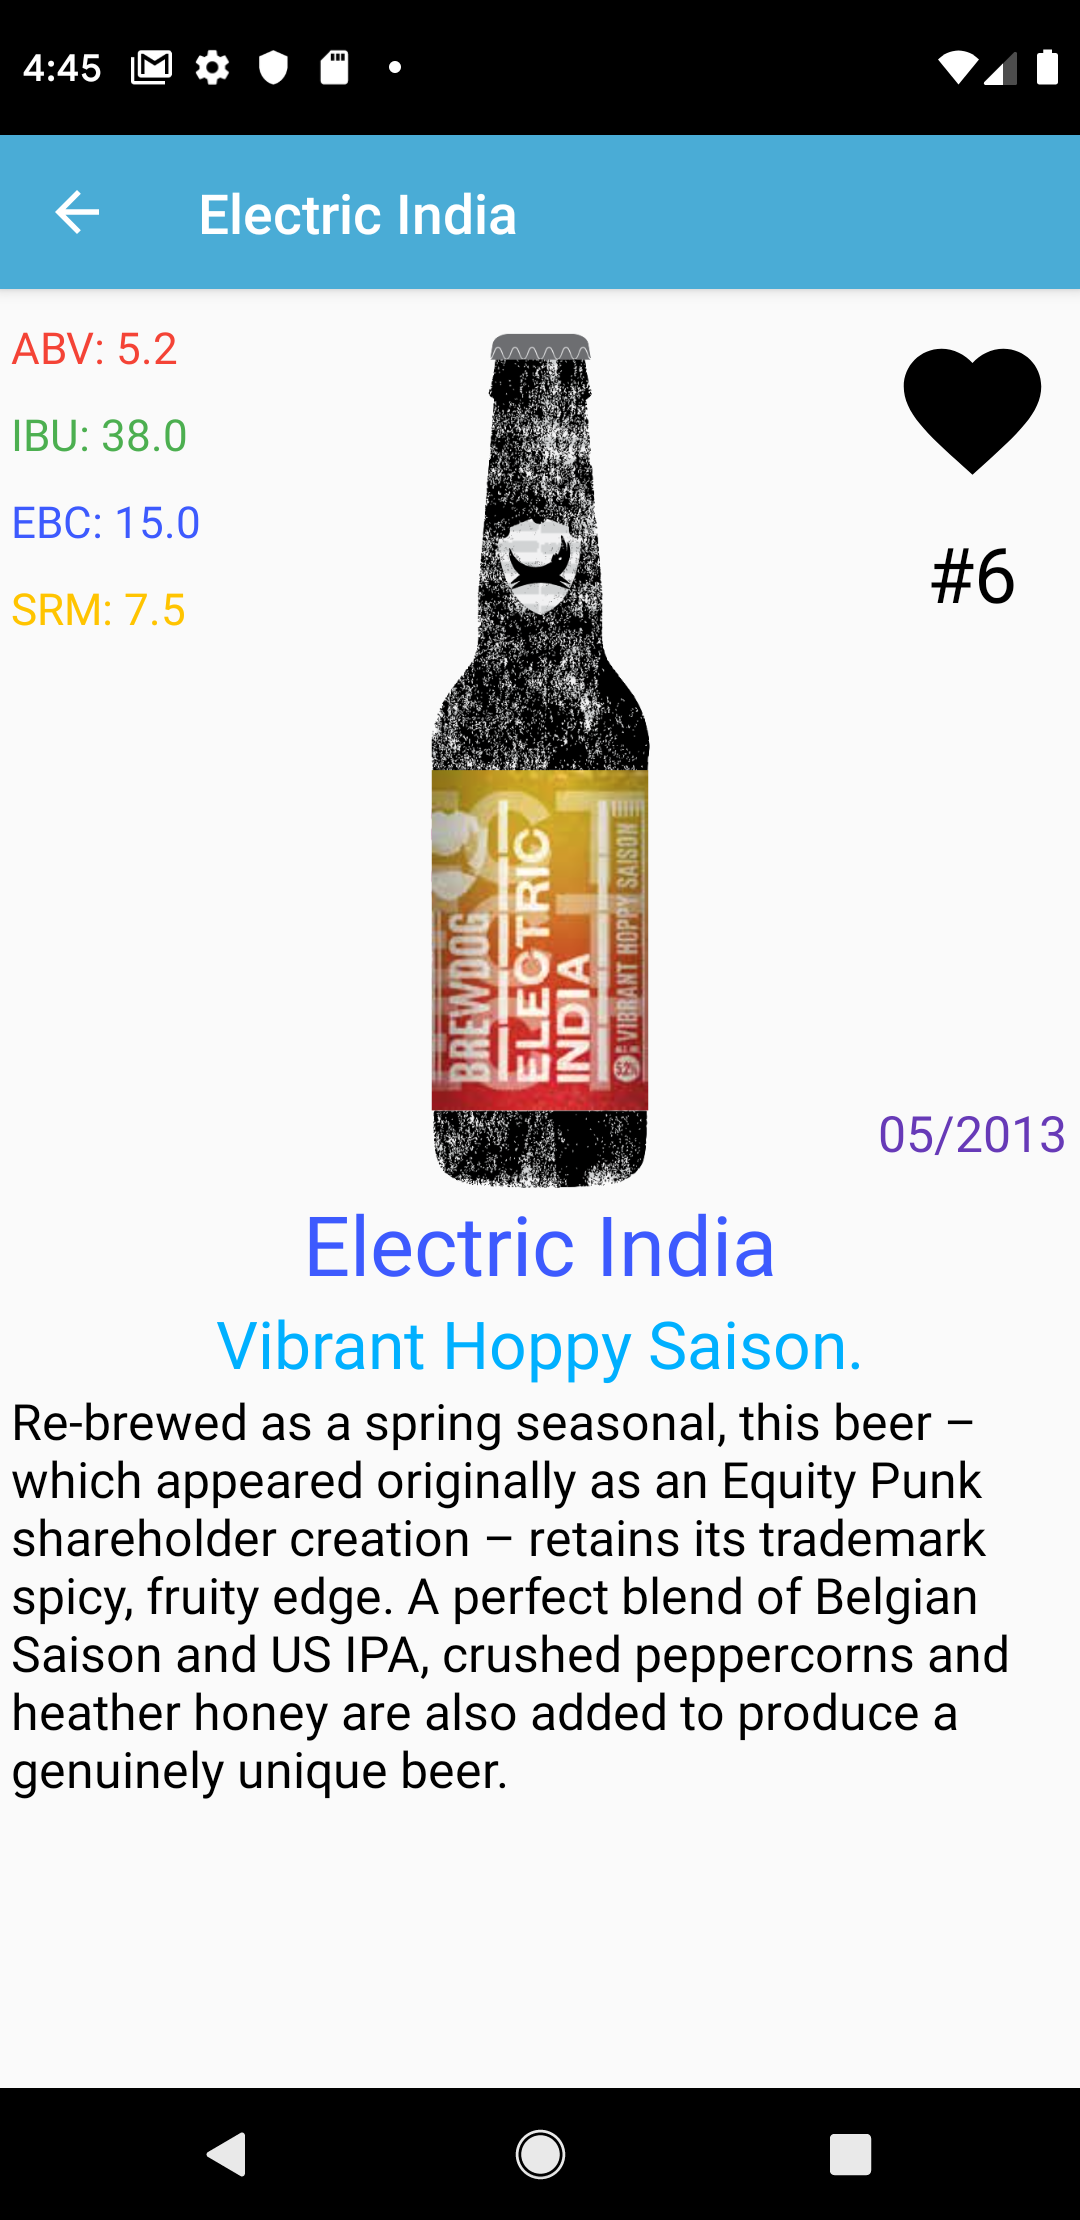 4:45
Electric India
ABV: 5.2
IBU: 38.0
EBC: 15.0
SRM: 7.5
#6
BREWDOG
ELECTRIC
INDIA
VIBRANT HOPPY SAISON
05/2013
Electric India
Vibrant Hoppy Saison.
Re-brewed as a spring seasonal, this beer –
which appeared originally as an Equity Punk
shareholder creation – retains its trademark
spicy, fruity edge. A perfect blend of Belgian
Saison and US IPA, crushed peppercorns and
heather honey are also added to produce a
genuinely unique beer.